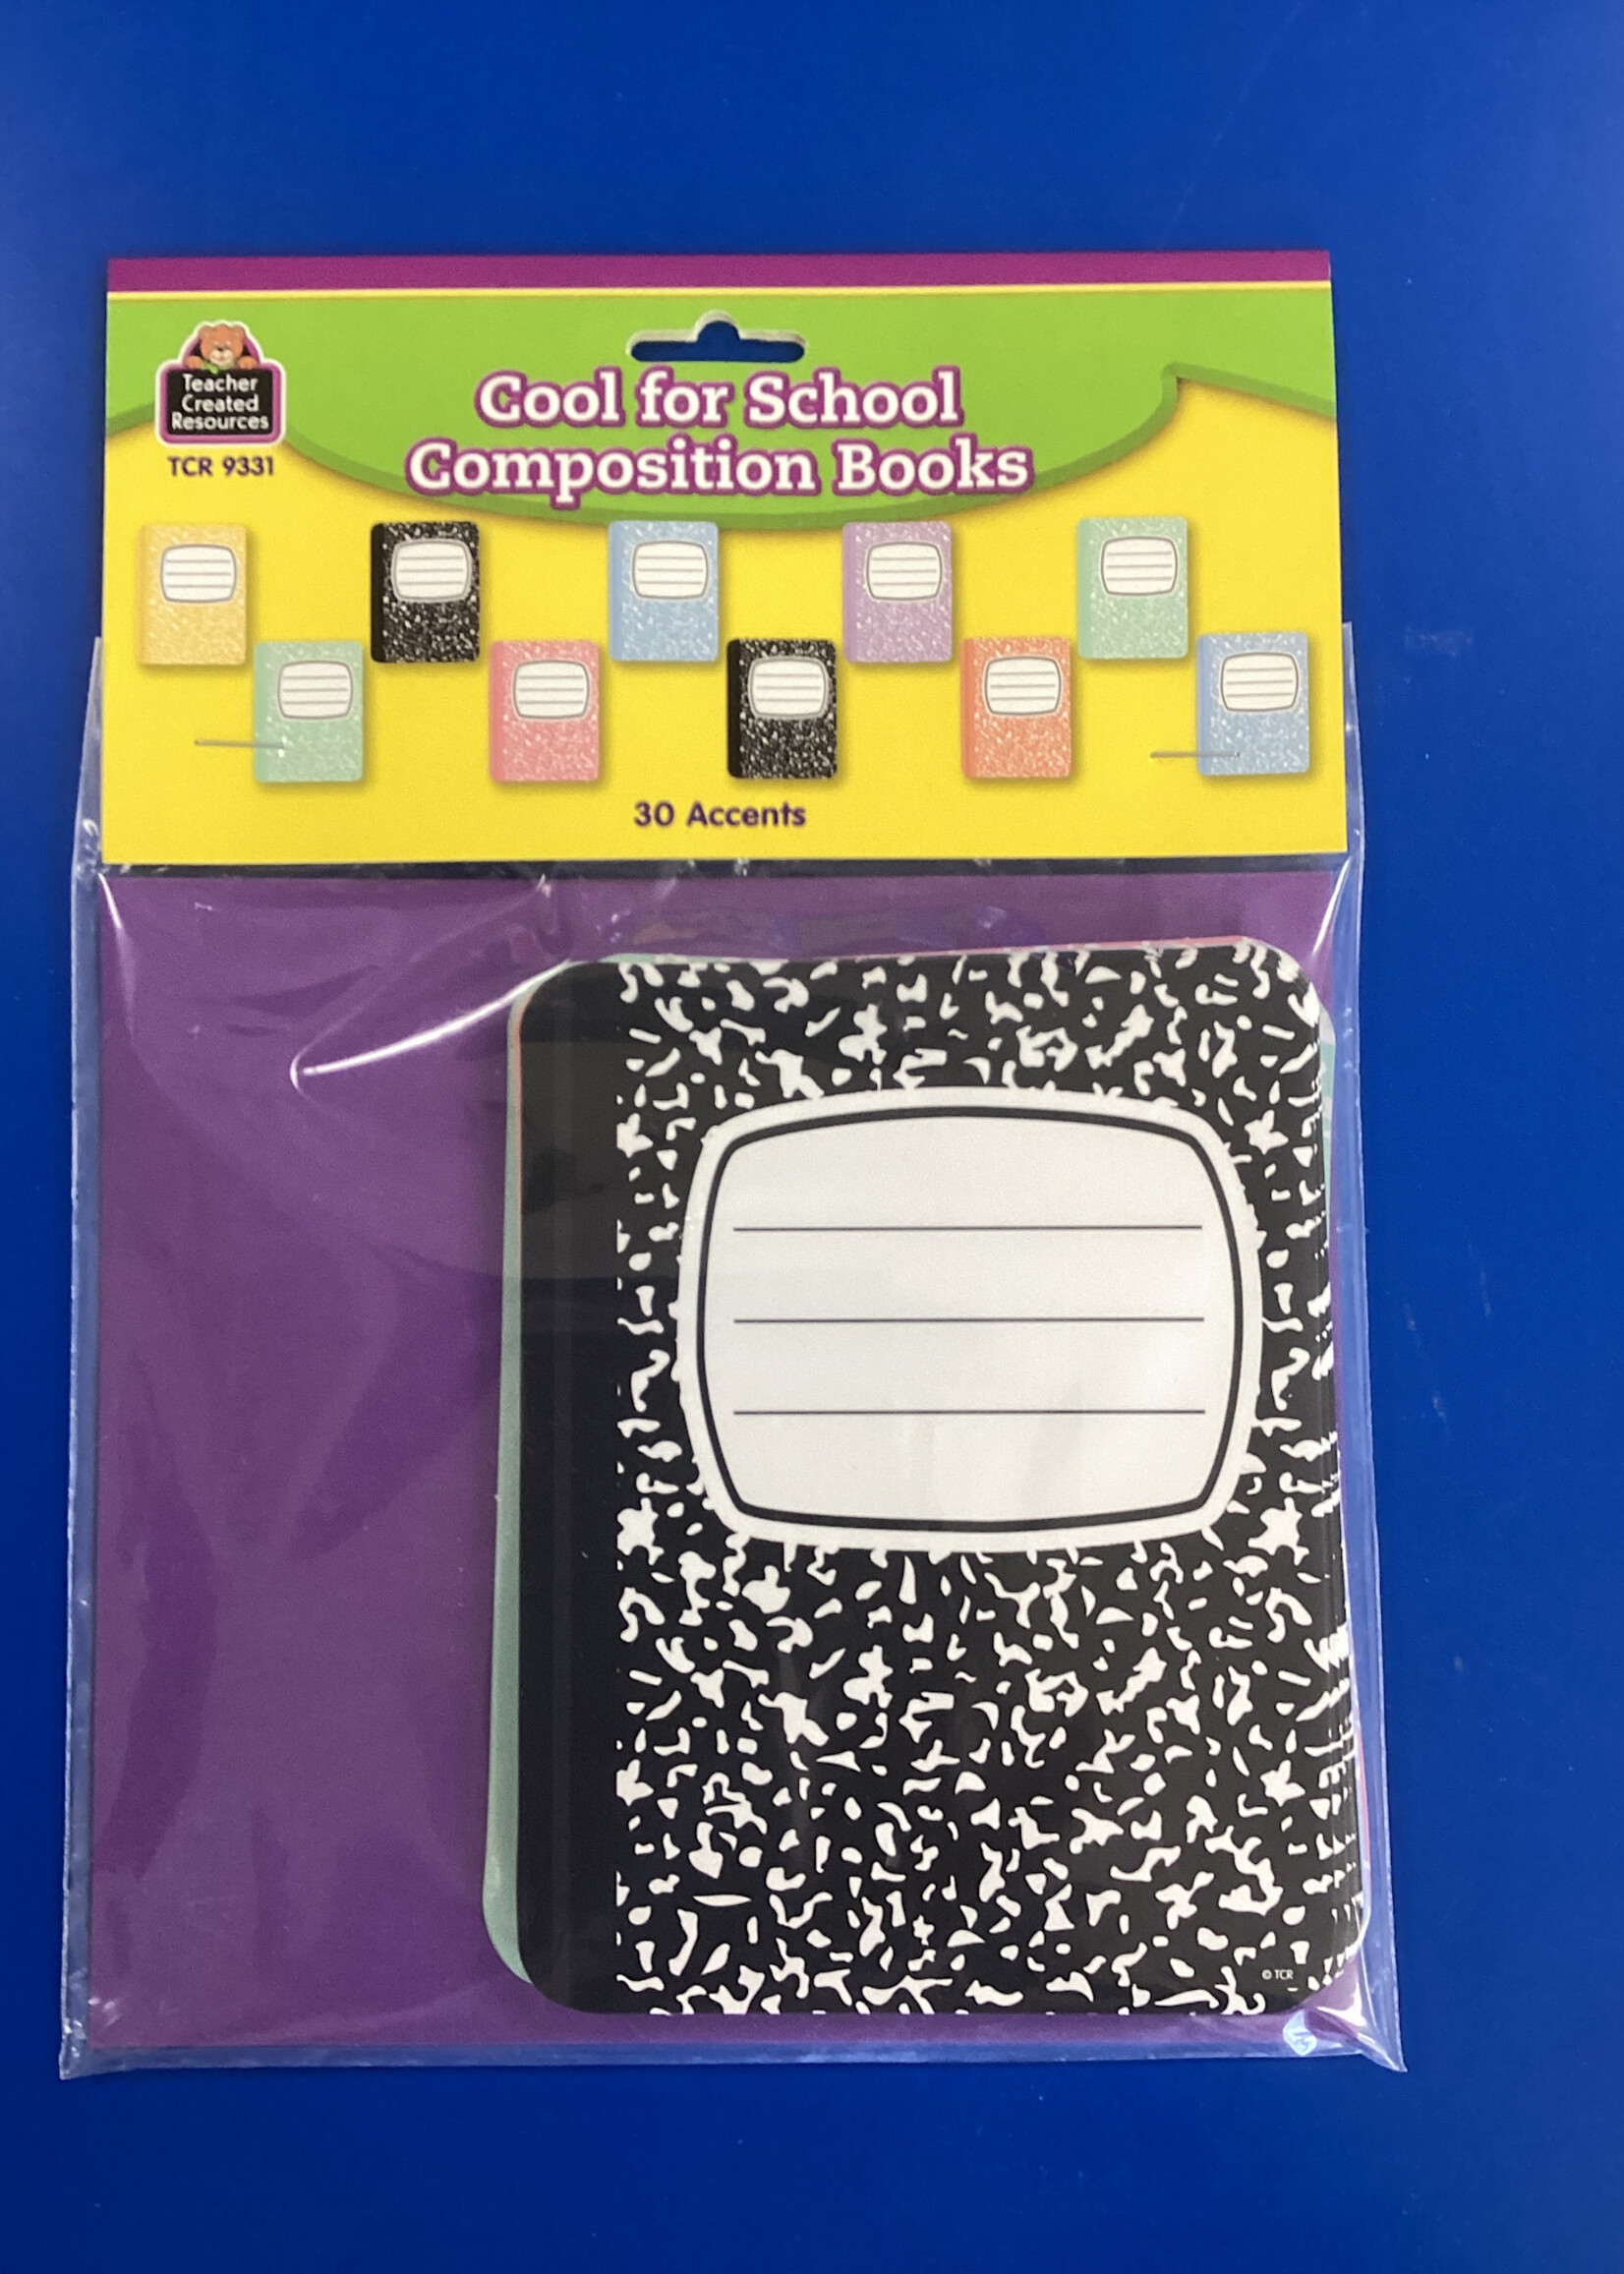 Teacher
Created
Resources
TCR 9331
Cool for School
Composition Books
30 Accents
© TCR